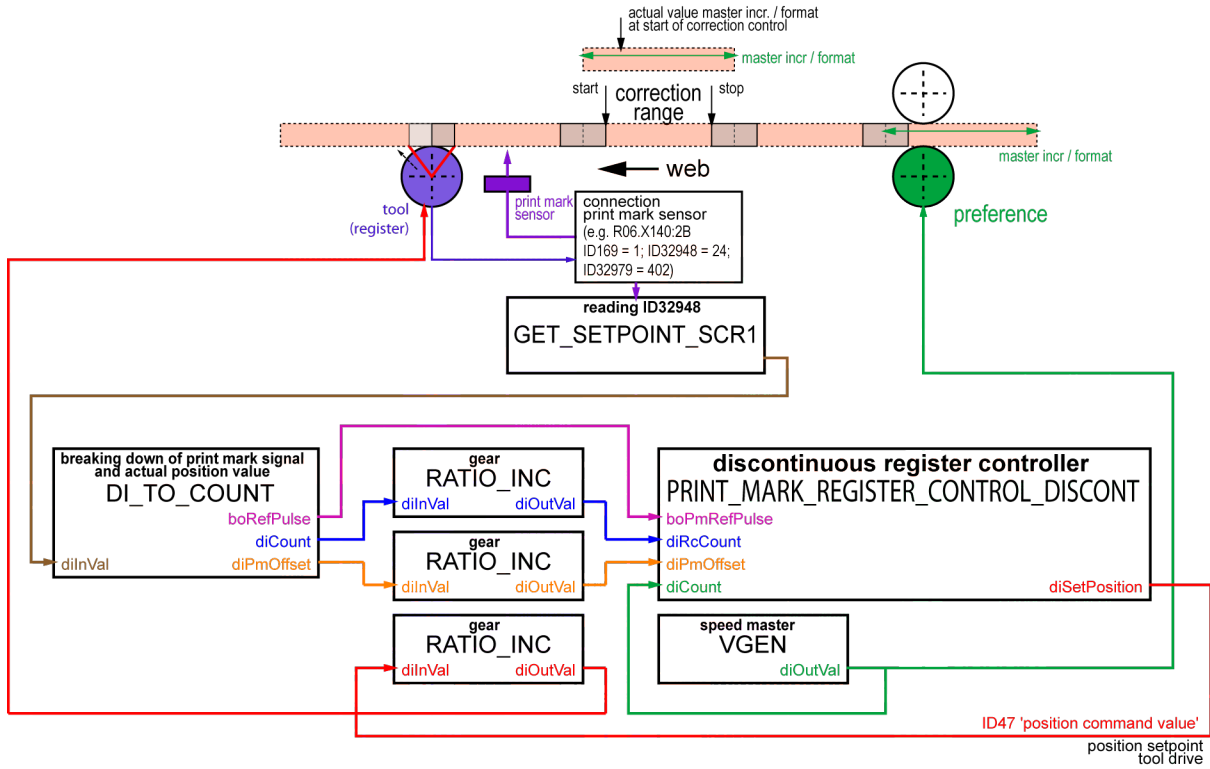 actual value master incr. / format
at start of correction control
master incr / format
start
correction
range
stop
master incr / format
web
tool
(register)
print mark
sensor
connection
print mark sensor
(e.g. R06.X140:2B
ID169 = 1; ID32948 = 24;
ID32979 = 402)
preference
reading ID32948
GET_SETPOINT_SCR1
breaking down of print mark signal
and actual position value
DI_TO_COUNT
boRefPulse
diCount
diInVal
diPmOffset
gear
RATIO_INC
diInVal
diOutVal
gear
RATIO_INC
diInVal
diOutVal
gear
RATIO_INC
diInVal
diOutVal
discontinuous register controller
PRINT_MARK_REGISTER_CONTROL_DISCONT
boPmRefPulse
diRcCount
diPmOffset
diCount
diSetPosition
speed master
VGEN
diOutVal
ID47 'position command value'
position setpoint
tool drive